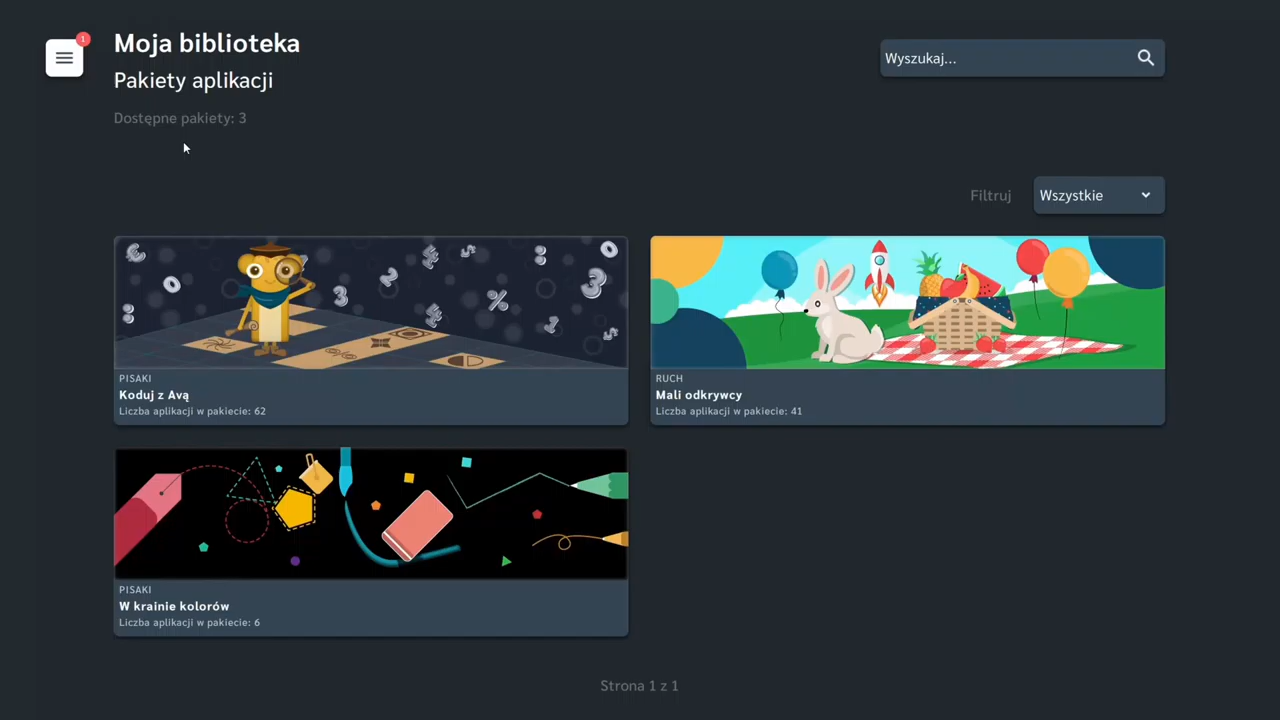 1
Moja biblioteka
Pakiety aplikacji
Wyszukaj...
Dostępne pakiety: 3
Filtruj
Wszystkie
PISAKI
Koduj z Avą
Liczba aplikacji w pakiecie: 62
RUCH
Mali odkrywcy
Liczba aplikacji w pakiecie: 41
PISAKI
W krainie kolorów
Liczba aplikacji w pakiecie: 6
Strona 1 z 1